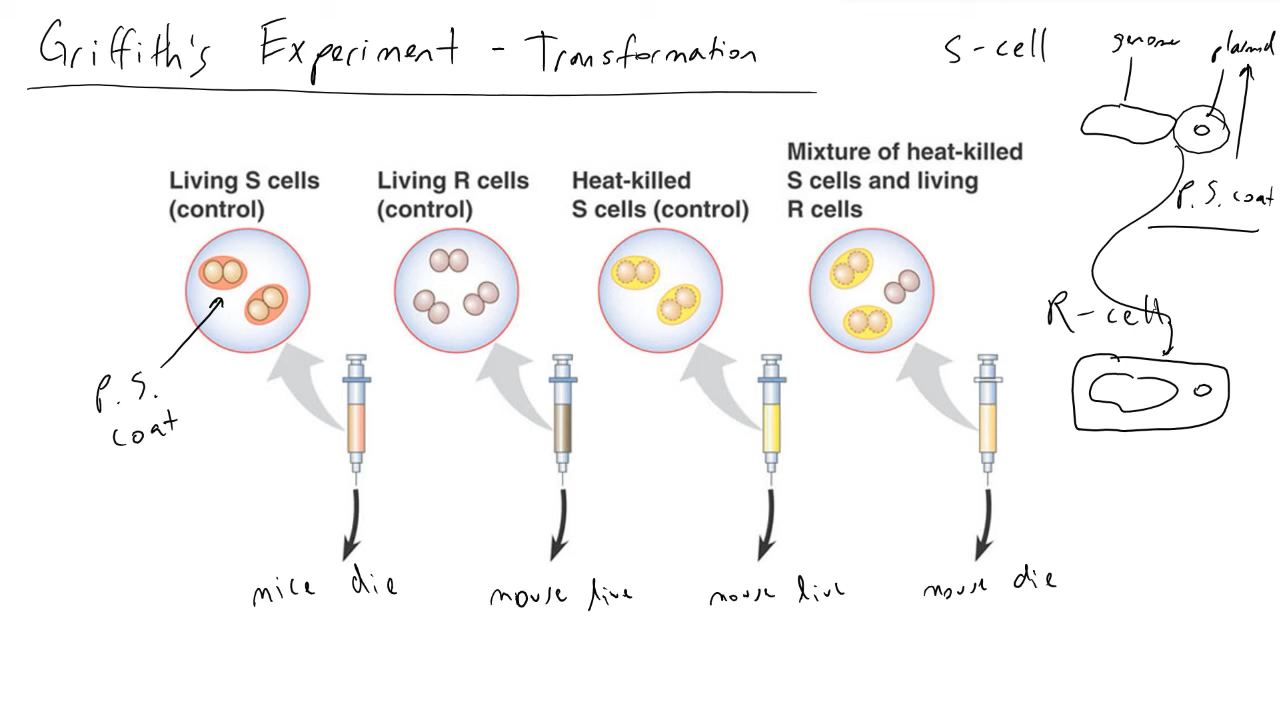 Griffith's Experiment - Transformation
S-cell
genome
plasmid
P.S. coat
R-cell
Living S cells
(control)
Living R cells
(control)
Heat-killed
S cells (control)
Mixture of heat-killed
S cells and living
R cells
P.S.
coat
mice die
mouse live
mouse live
mouse die